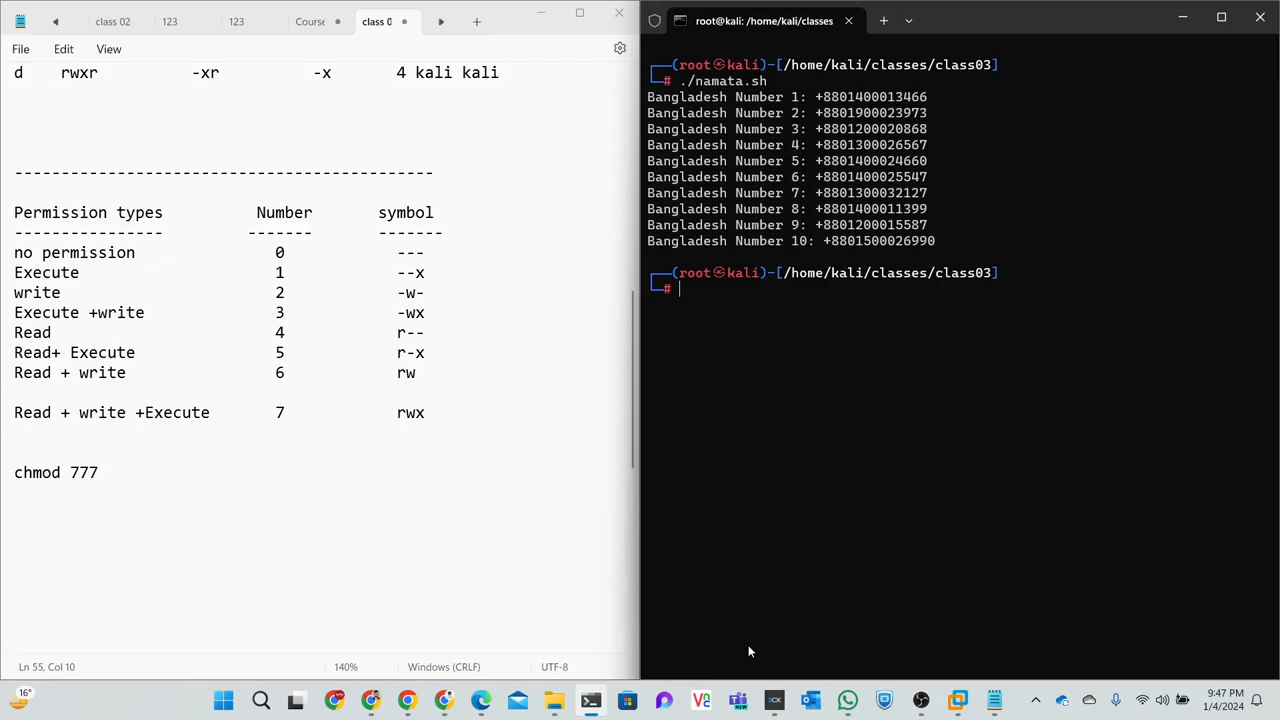 class 02 123 123 Course class 0
File Edit View
d rwxr -xr -x 4 kali kali
---------------------------------------------
Permission types Number symbol
---------------- ------- -------
no permission 0 ---
Execute 1 --x
write 2 -w-
Execute +write 3 -wx
Read 4 r--
Read+ Execute 5 r-x
Read + write 6 rw
Read + write +Execute 7 rwx
chmod 777
Ln 55, Col 10 140% Windows (CRLF) UTF-8
root@kali: /home/kali/classes
┌──(root㉿kali)-[/home/kali/classes/class03]
└─# ./namata.sh
Bangladesh Number 1: +8801400013466
Bangladesh Number 2: +8801900023973
Bangladesh Number 3: +8801200020868
Bangladesh Number 4: +8801300026567
Bangladesh Number 5: +8801400024660
Bangladesh Number 6: +8801400025547
Bangladesh Number 7: +8801300032127
Bangladesh Number 8: +8801400011399
Bangladesh Number 9: +8801200015587
Bangladesh Number 10: +8801500026990
┌──(root㉿kali)-[/home/kali/classes/class03]
└─#
16°
9:47 PM
1/4/2024